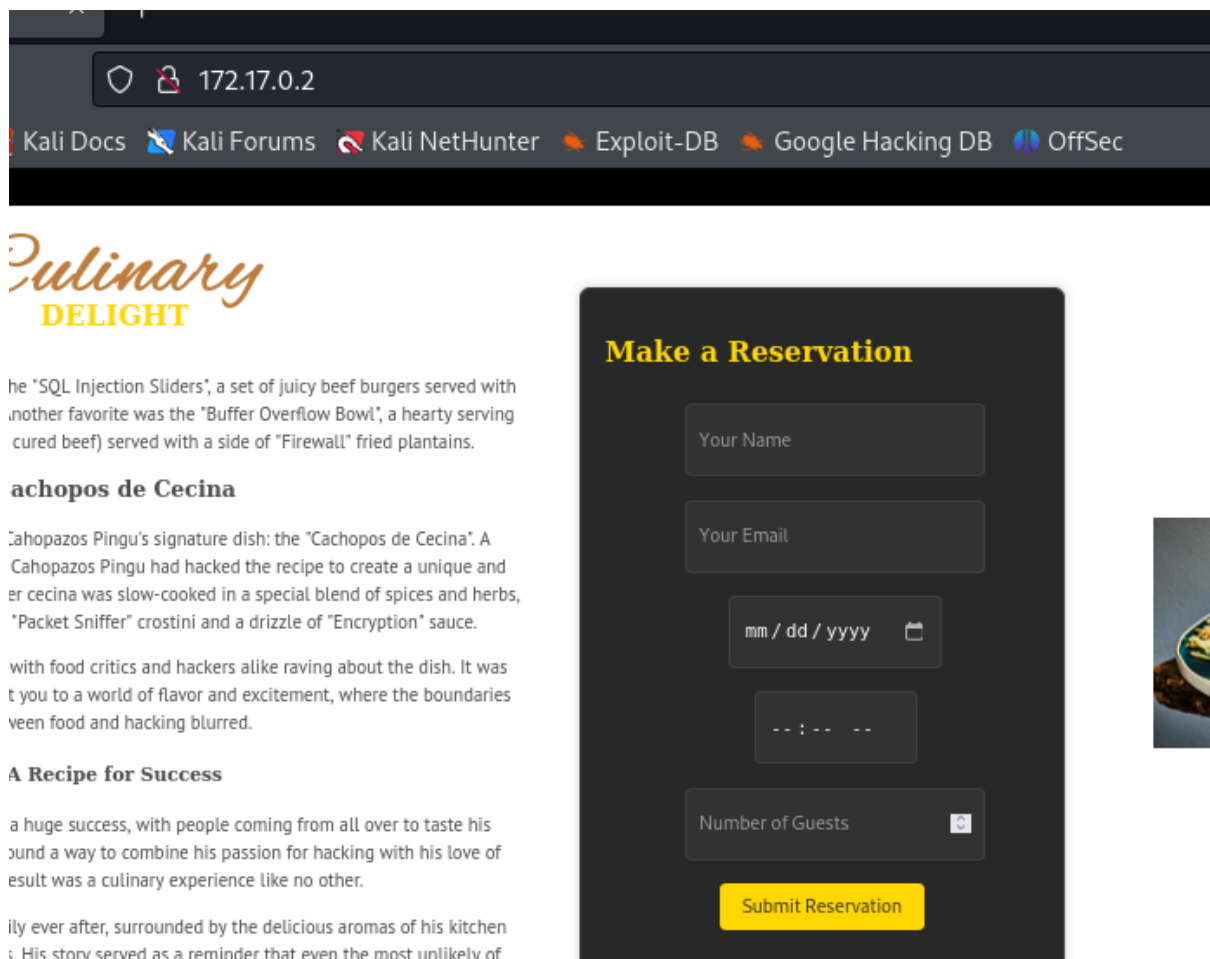 172.17.0.2
Kali Docs Kali Forums Kali NetHunter Exploit-DB Google Hacking DB OffSec
Culinary
DELIGHT
he "SQL Injection Sliders", a set of juicy beef burgers served with
nother favorite was the "Buffer Overflow Bowl", a hearty serving
cured beef) served with a side of "Firewall" fried plantains.
achopos de Cecina
Cahopazos Pingu's signature dish: the "Cachopos de Cecina". A
Cahopazos Pingu had hacked the recipe to create a unique and
er cecina was slow-cooked in a special blend of spices and herbs,
"Packet Sniffer" crostini and a drizzle of "Encryption" sauce.
with food critics and hackers alike raving about the dish. It was
t you to a world of flavor and excitement, where the boundaries
ween food and hacking blurred.
A Recipe for Success
a huge success, with people coming from all over to taste his
ound a way to combine his passion for hacking with his love of
esult was a culinary experience like no other.
ily ever after, surrounded by the delicious aromas of his kitchen
s. His story served as a reminder that even the most unlikely of
Make a Reservation
Your Name
Your Email
mm/dd/yyyy
--:-- --
Number of Guests
Submit Reservation